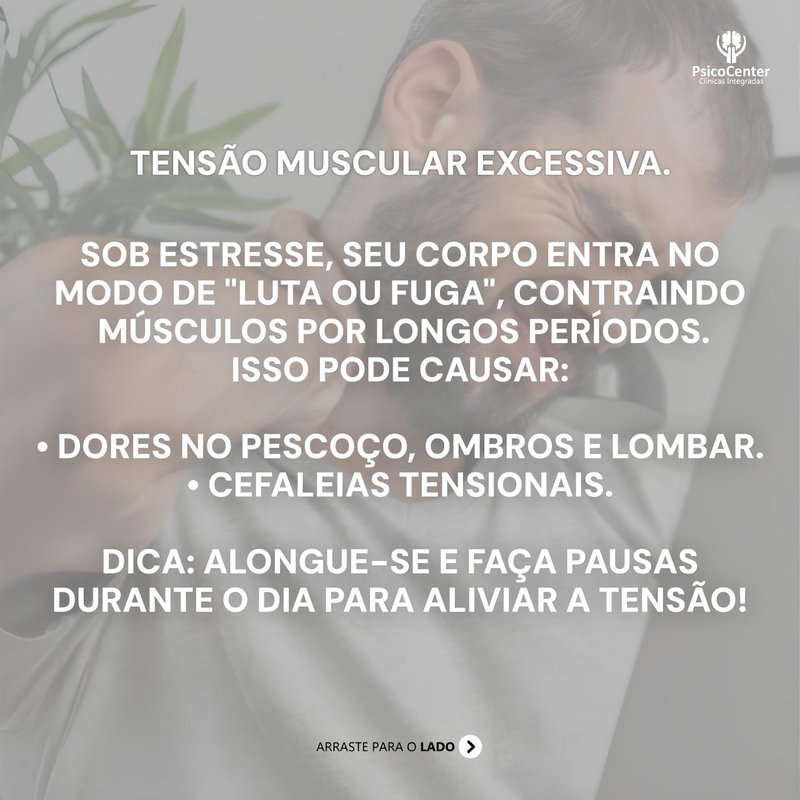 PsicoCenter
Clínicas Integradas
TENSÃO MUSCULAR EXCESSIVA.
SOB ESTRESSE, SEU CORPO ENTRA NO
MODO DE "LUTA OU FUGA", CONTRAINDO
MÚSCULOS POR LONGOS PERÍODOS.
ISSO PODE CAUSAR:
• DORES NO PESCOÇO, OMBROS E LOMBAR.
• CEFALEIAS TENSIONAIS.
DICA: ALONGUE-SE E FAÇA PAUSAS
DURANTE O DIA PARA ALIVIAR A TENSÃO!
ARRASTE PARA O LADO